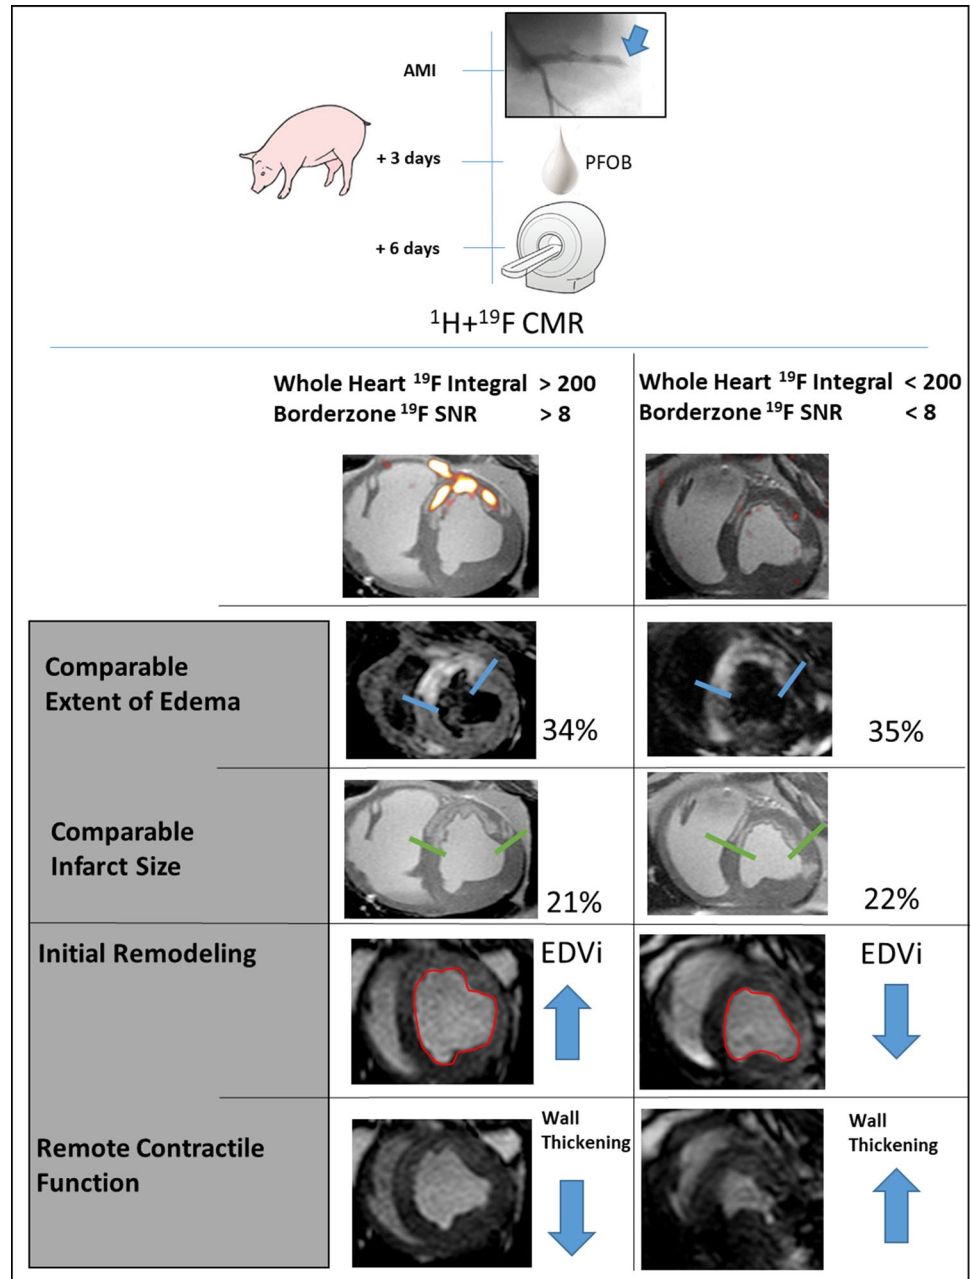 AMI
+ 3 days
PFOB
+ 6 days
¹H+¹⁹F CMR
Whole Heart ¹⁹F Integral > 200
Borderzone ¹⁹F SNR > 8
Whole Heart ¹⁹F Integral < 200
Borderzone ¹⁹F SNR < 8
Comparable
Extent of Edema
34%
35%
Comparable
Infarct Size
21%
22%
Initial Remodeling
EDVi
EDVi
Remote Contractile
Function
Wall
Thickening
Wall
Thickening